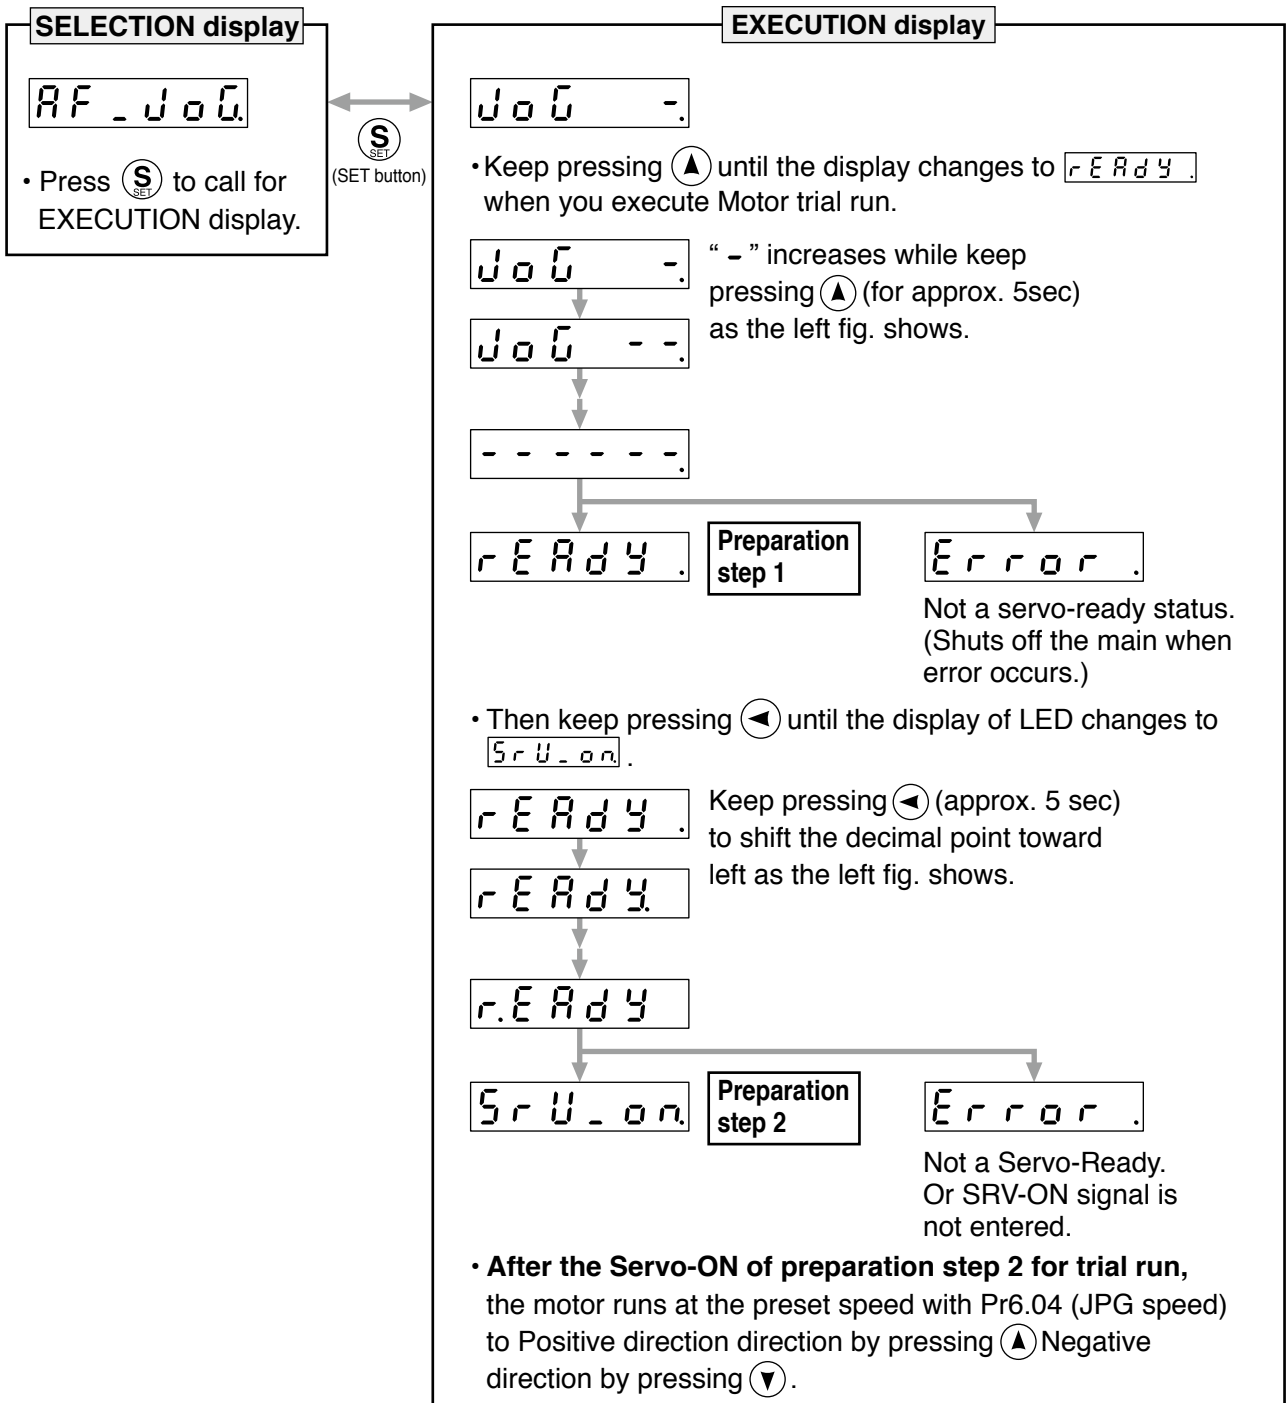 SELECTION display
AF_JoG.
• Press S SET to call for
EXECUTION display.
S SET
(SET button)
EXECUTION display
JoG -.
• Keep pressing ▲ until the display changes to rEAdY .
when you execute Motor trial run.
JoG -.
“ - ” increases while keep
pressing ▲ (for approx. 5sec)
as the left fig. shows.
JoG - -.
- - - - - -.
rEAdY .
Preparation
step 1
Error .
Not a servo-ready status.
(Shuts off the main when
error occurs.)
• Then keep pressing ◄ until the display of LED changes to
SrU_on. .
rEAdY .
Keep pressing ◄ (approx. 5 sec)
to shift the decimal point toward
left as the left fig. shows.
rEAdY.
r.EAdY
SrU_on.
Preparation
step 2
Error .
Not a Servo-Ready.
Or SRV-ON signal is
not entered.
• After the Servo-ON of preparation step 2 for trial run,
the motor runs at the preset speed with Pr6.04 (JPG speed)
to Positive direction direction by pressing ▲ Negative
direction by pressing ▼ .